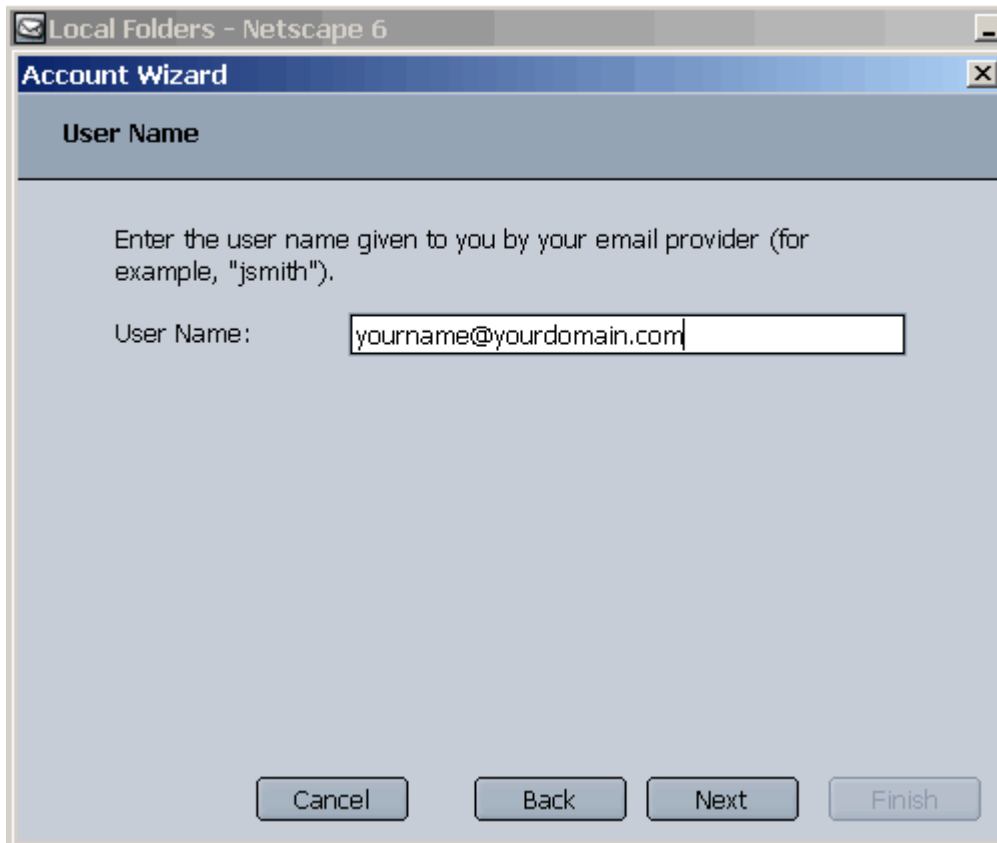 Local Folders - Netscape 6
Account Wizard
User Name
Enter the user name given to you by your email provider (for
example, "jsmith").
User Name: yourname@yourdomain.com
Cancel Back Next Finish